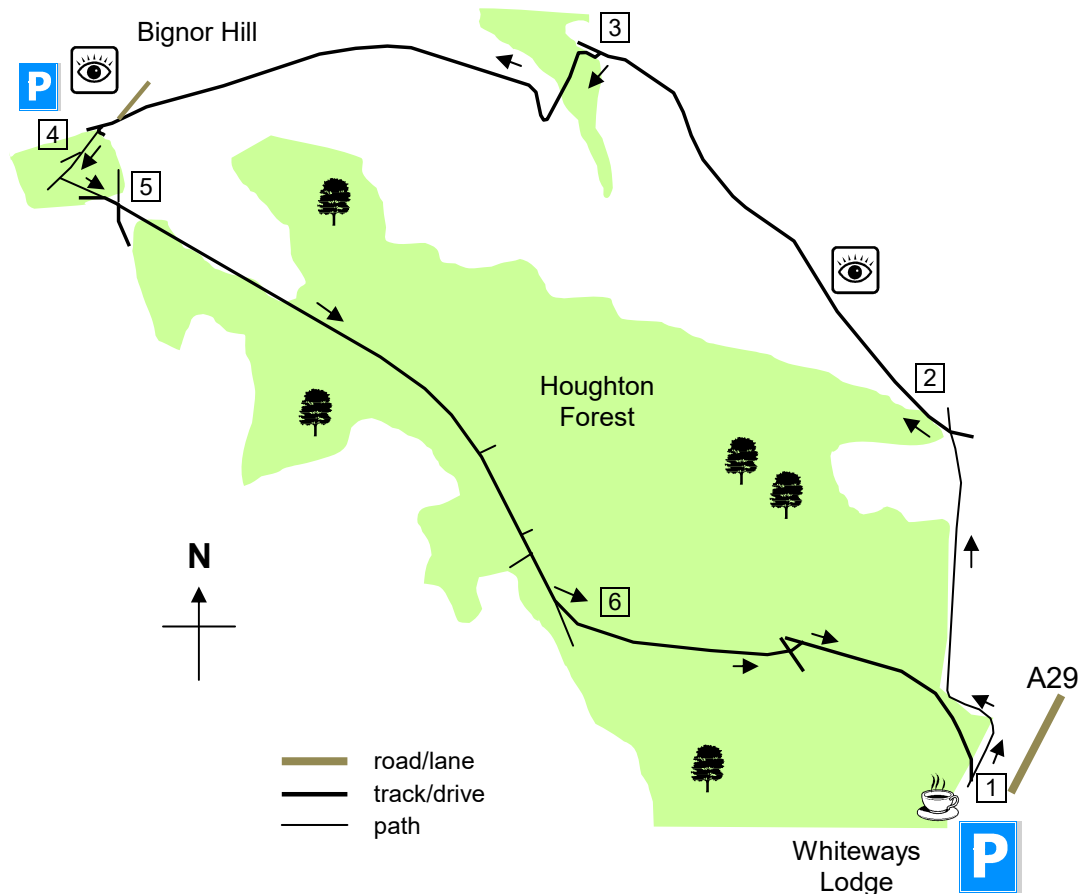 Bignor Hill
3
P
4
5
2
Houghton
Forest
N
6
A29
road/lane
track/drive
path
1
Whiteways
Lodge
P